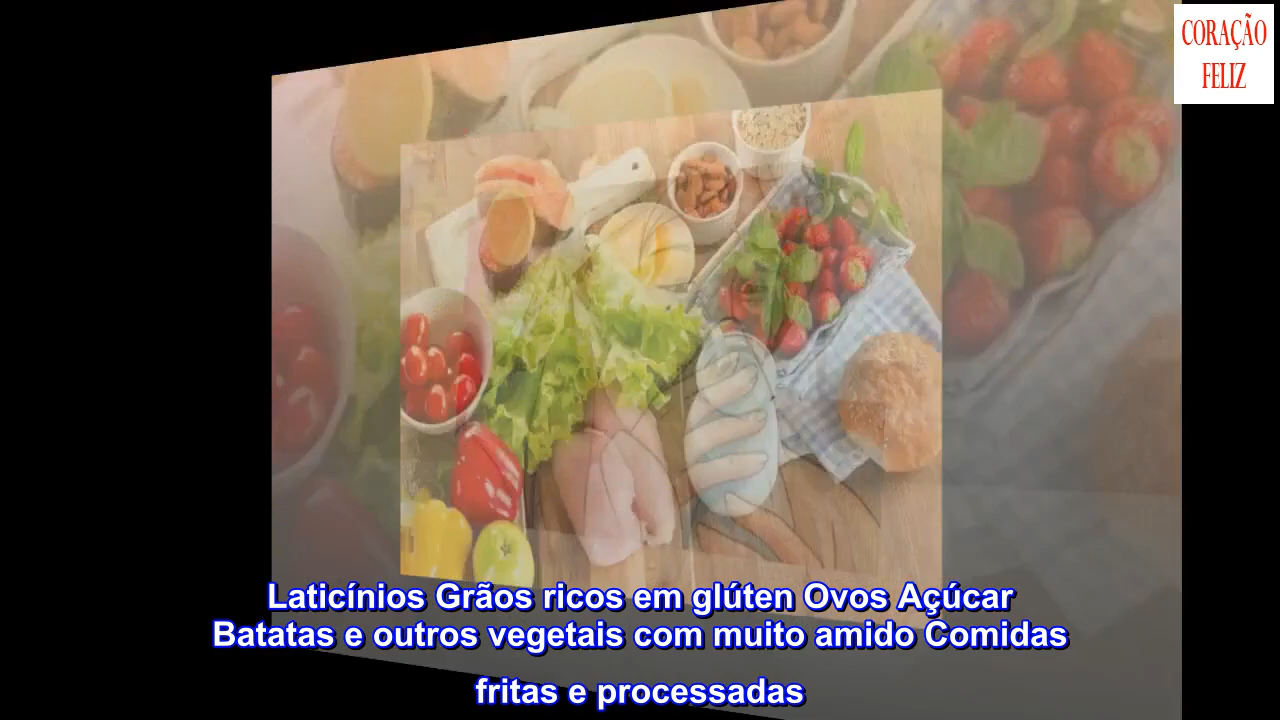 CORAÇÃO
FELIZ
Laticínios Grãos ricos em glúten Ovos Açúcar
Batatas e outros vegetais com muito amido Comidas
fritas e processadas